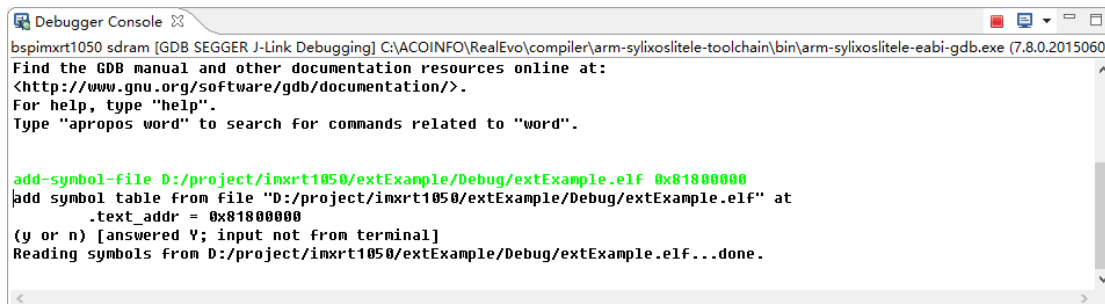 Debugger Console
bspimxrt1050 sdram [GDB SEGGER J-Link Debugging] C:\ACOINFO\RealEvo\compiler\arm-sylixoslitele-toolchain\bin\arm-sylixoslitele-eabi-gdb.exe (7.8.0.2015060
Find the GDB manual and other documentation resources online at:
<http://www.gnu.org/software/gdb/documentation/>.
For help, type "help".
Type "apropos word" to search for commands related to "word".
add-symbol-file D:/project/imxrt1050/extExample/Debug/extExample.elf 0x81800000
add symbol table from file "D:/project/imxrt1050/extExample/Debug/extExample.elf" at
.text_addr = 0x81800000
(y or n) [answered Y; input not from terminal]
Reading symbols from D:/project/imxrt1050/extExample/Debug/extExample.elf...done.